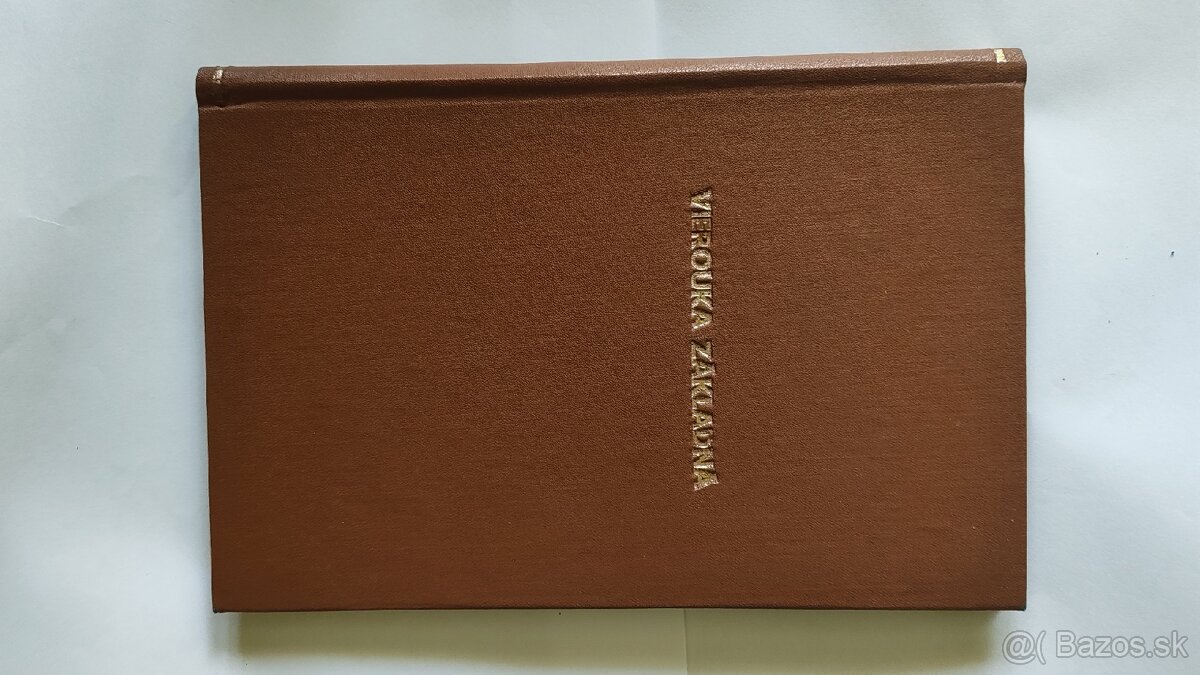 VIEROUKA ZÁKLADNÁ
@( Bazos.sk